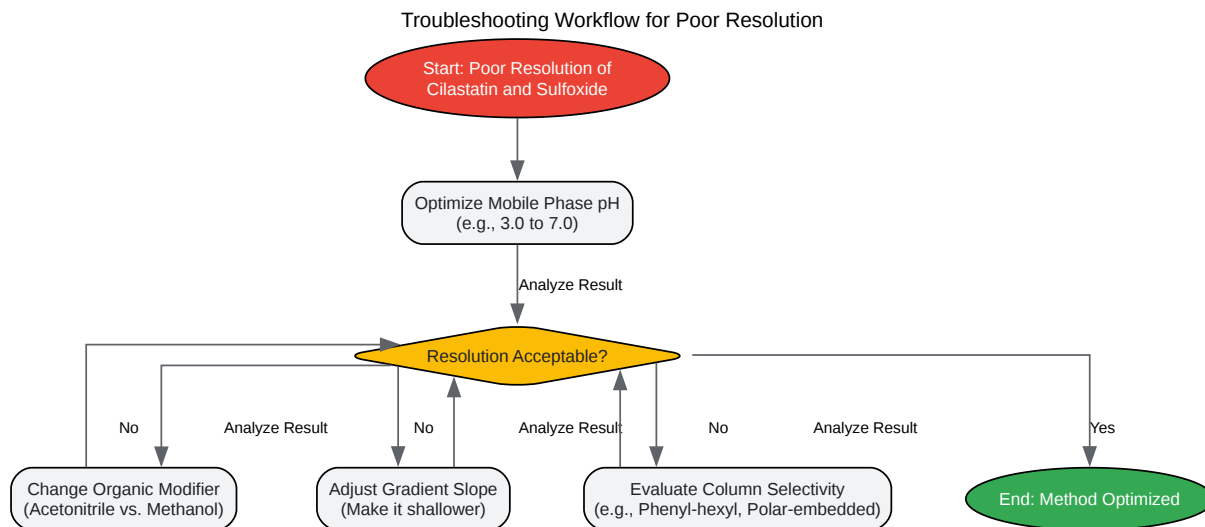 Troubleshooting Workflow for Poor Resolution
Start: Poor Resolution of
Cilastatin and Sulfoxide
Optimize Mobile Phase pH
(e.g., 3.0 to 7.0)
Analyze Result
Resolution Acceptable?
No
Analyze Result
No
Analyze Result
No
Analyze Result
Yes
Change Organic Modifier
(Acetonitrile vs. Methanol)
Adjust Gradient Slope
(Make it shallower)
Evaluate Column Selectivity
(e.g., Phenyl-hexyl, Polar-embedded)
End: Method Optimized